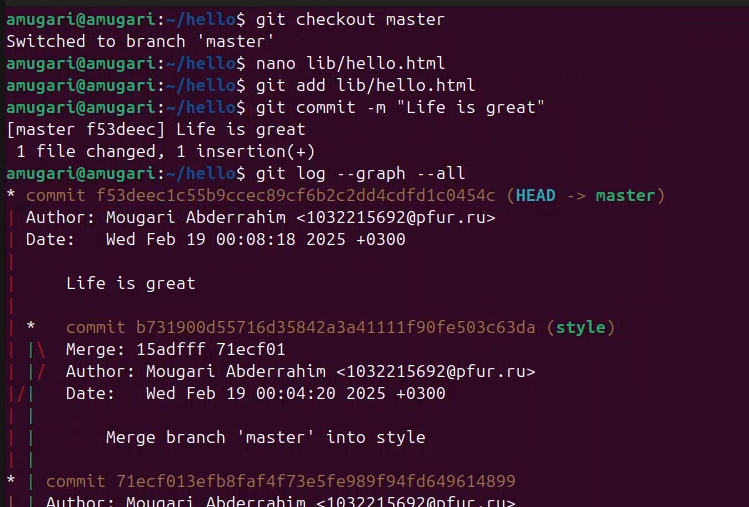 amugari@amugari:~/hello$ git checkout master
Switched to branch 'master'
amugari@amugari:~/hello$ nano lib/hello.html
amugari@amugari:~/hello$ git add lib/hello.html
amugari@amugari:~/hello$ git commit -m "Life is great"
[master f53deec] Life is great
 1 file changed, 1 insertion(+)
amugari@amugari:~/hello$ git log --graph --all
* commit f53deec1c55b9ccec89cf6b2c2dd4cdfd1c0454c (HEAD -> master)
| Author: Mougari Abderrahim <1032215692@pfur.ru>
| Date:   Wed Feb 19 00:08:18 2025 +0300
|
|     Life is great
|
| *   commit b731900d55716d35842a3a41111f90fe503c63da (style)
| |\  Merge: 15adfff 71ecf01
| |/  Author: Mougari Abderrahim <1032215692@pfur.ru>
|/|   Date:   Wed Feb 19 00:04:20 2025 +0300
| |
| |       Merge branch 'master' into style
| |
* | commit 71ecf013efb8faf4f73e5fe989f94fd649614899
| | Author: Mougari Abderrahim <1032215692@pfur.ru>